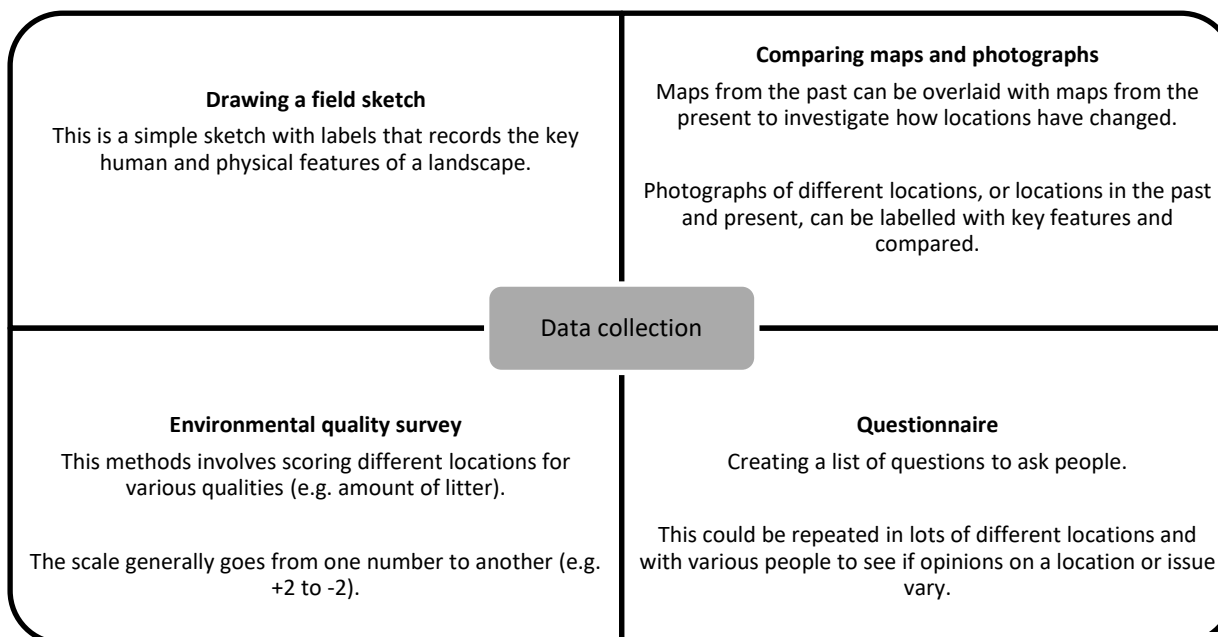 Drawing a field sketch
This is a simple sketch with labels that records the key
human and physical features of a landscape.
Comparing maps and photographs
Maps from the past can be overlaid with maps from the
present to investigate how locations have changed.
Photographs of different locations, or locations in the past
and present, can be labelled with key features and
compared.
Data collection
Environmental quality survey
This methods involves scoring different locations for
various qualities (e.g. amount of litter).
The scale generally goes from one number to another (e.g.
+2 to -2).
Questionnaire
Creating a list of questions to ask people.
This could be repeated in lots of different locations and
with various people to see if opinions on a location or issue
vary.